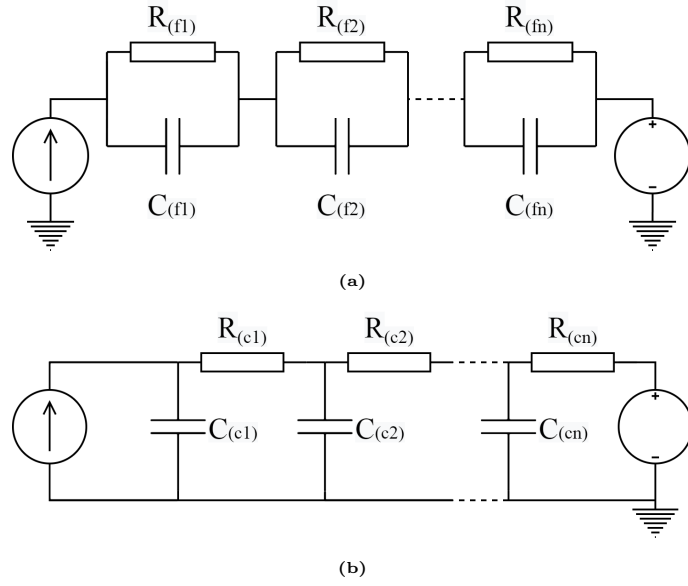 R(f1) R(f2) R(fn)
+
−
C(f1) C(f2) C(fn)
(a)
R(c1) R(c2) R(cn)
+
C(c1) C(c2) C(cn)
−
(b)